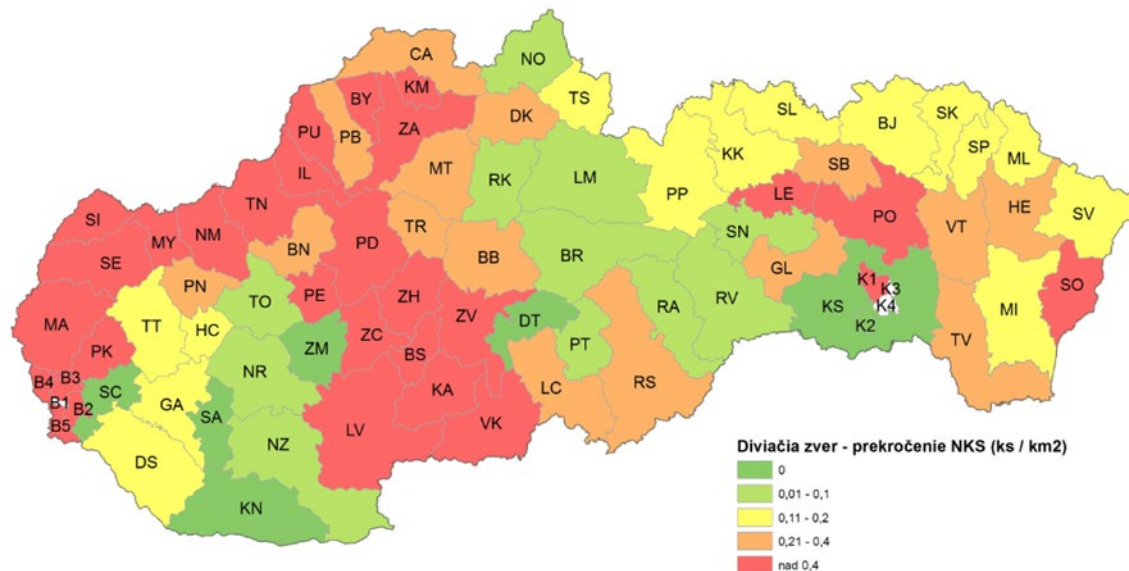 CA
NO
KM
BY
TS
DK
PB
ZA
PU
SL
SK
BJ
SP
ML
KK
SB
MT
RK
LM
IL
PP
LE
HE
TN
SI
PO
SV
TR
VT
MY
NM
SN
BN
PD
BB
BR
GL
SE
PN
K1
K3
SO
PE
ZH
RA
RV
KS
K4
MI
TO
ZC
ZV
DT
K2
MA
TT
HC
PT
TV
PK
ZM
BS
NR
LC
RS
B4
B3
SC
KA
B1
B2
GA
SA
VK
B5
LV
NZ
DS
KN
Diviačia zver - prekročenie NKS (ks / km2)
0
0,01 - 0,1
0,11 - 0,2
0,21 - 0,4
nad 0,4